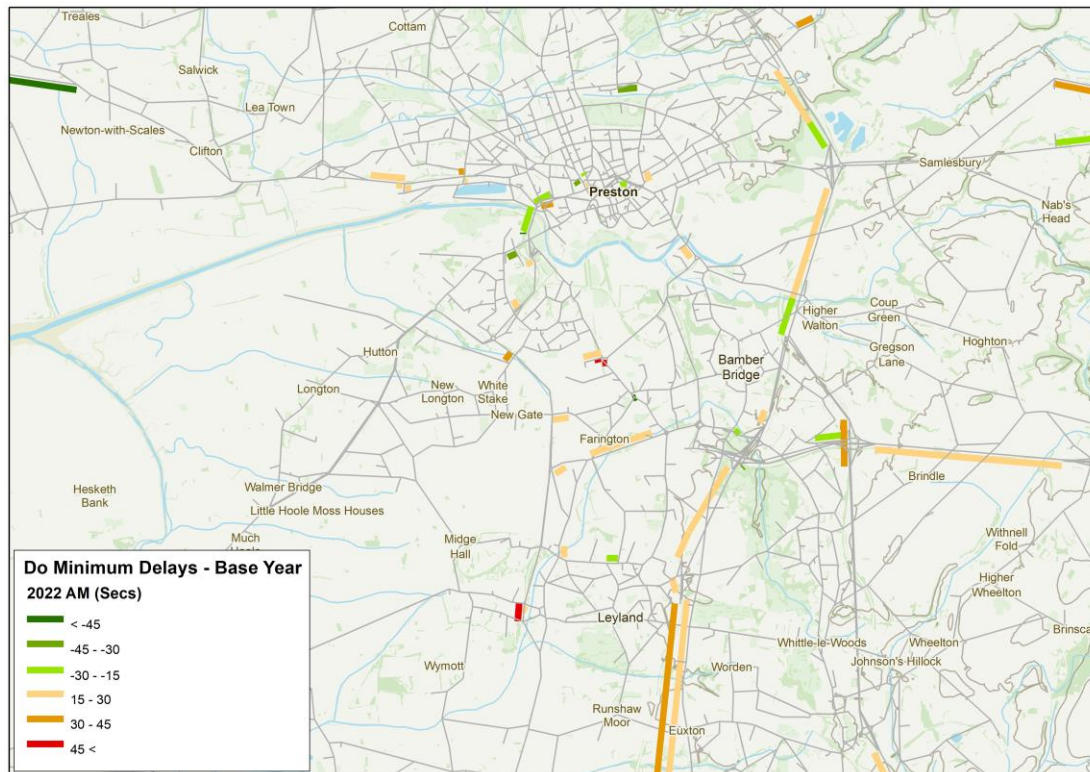 Treales
Cottam
Salwick
Lea Town
Newton-with-Scales
Clifton
Samlesbury
Preston
Nab's
Head
Higher
Walton
Coup
Green
Gregson
Lane
Hoghton
Hutton
Bamber
Bridge
Longton
New
Longton
White
Stake
New Gate
Farington
Brindle
Walmer Bridge
Hesketh
Bank
Little Hoole Moss Houses
Much
Midge
Hall
Withnell
Fold
Higher
Wheelton
Leyland
Whittle-le-Woods
Wheelton
Brinsca
Johnson's Hillock
Wymott
Worden
Runshaw
Moor
Euxton
Do Minimum Delays - Base Year
2022 AM (Secs)
< -45
-45 - -30
-30 - -15
15 - 30
30 - 45
45 <